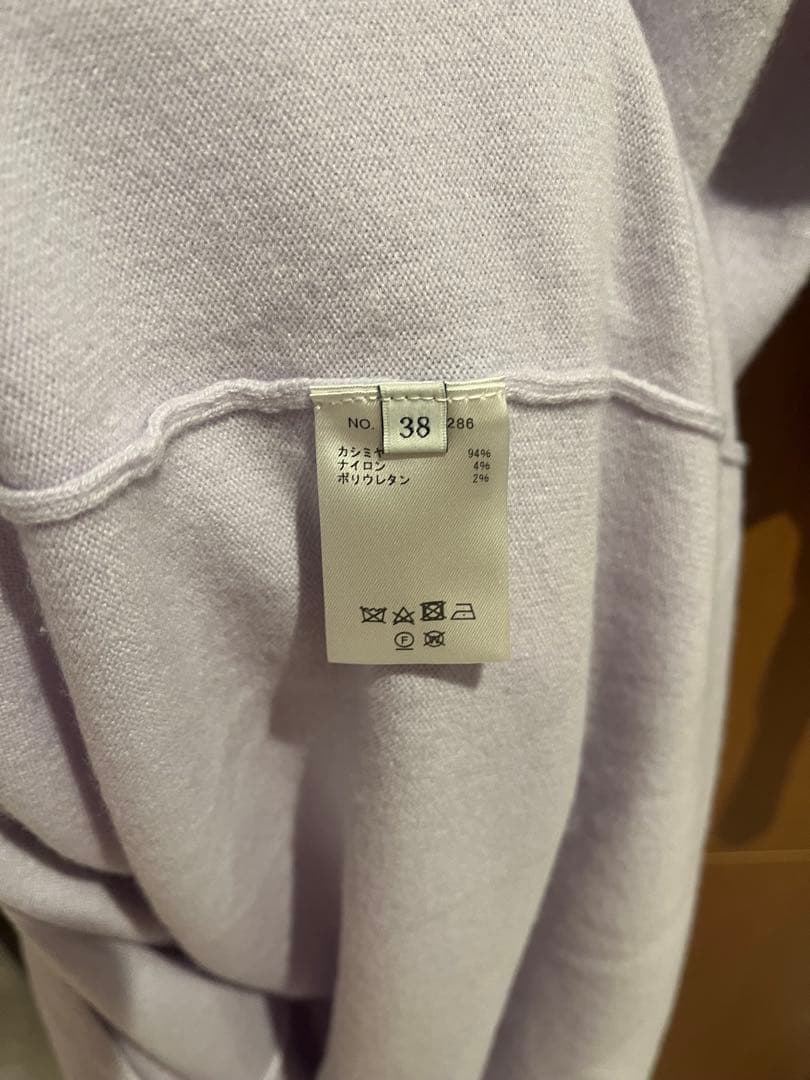 NO. 286
38
カシミヤ 94%
ナイロン 4%
ポリウレタン 2%
F
W